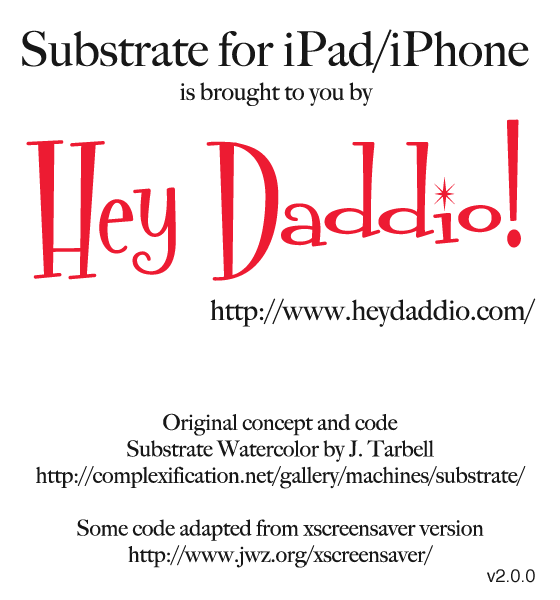 Substrate for iPad/iPhone
is brought to you by
Hey Daddio!
http://www.heydaddio.com/
Original concept and code
Substrate Watercolor by J. Tarbell
http://complexification.net/gallery/machines/substrate/
Some code adapted from xscreensaver version
http://www.jwz.org/xscreensaver/
v2.0.0